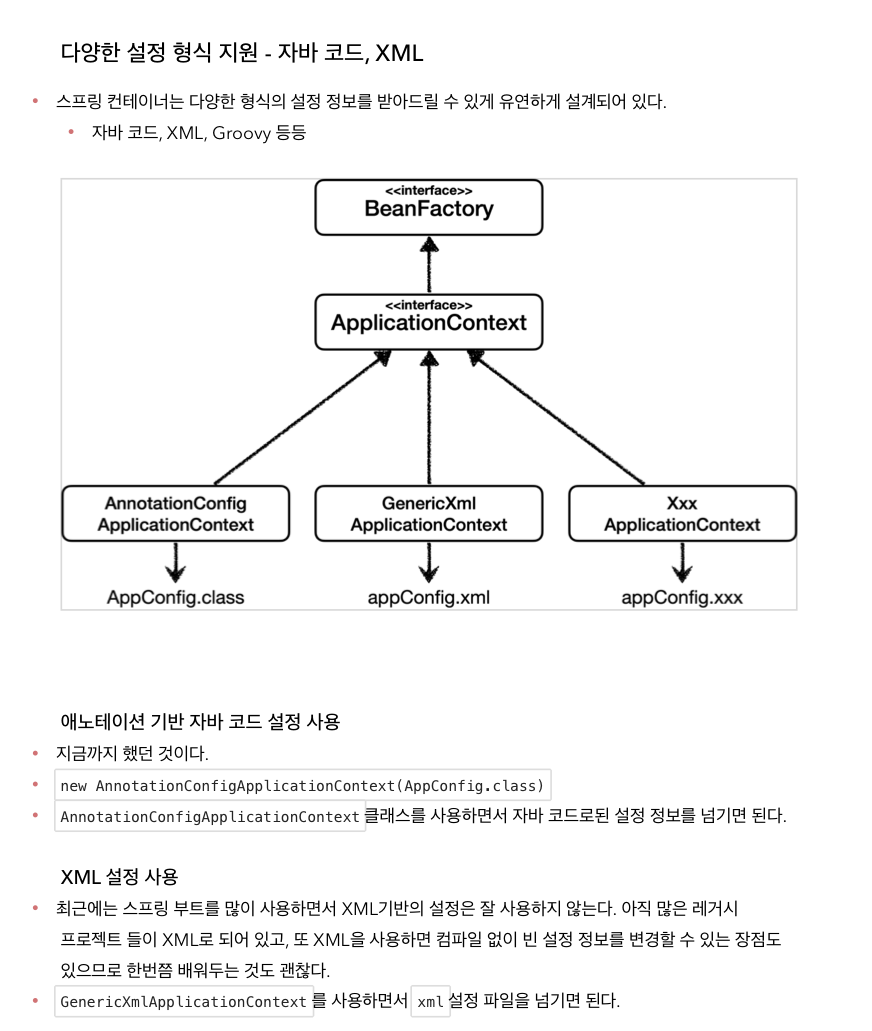 다양한 설정 형식 지원 - 자바 코드, XML
• 스프링 컨테이너는 다양한 형식의 설정 정보를 받아드릴 수 있게 유연하게 설계되어 있다.
• 자바 코드, XML, Groovy 등등
<<interface>>
BeanFactory
<<interface>>
ApplicationContext
AnnotationConfig
ApplicationContext
GenericXml
ApplicationContext
Xxx
ApplicationContext
AppConfig.class
appConfig.xml
appConfig.xxx
애노테이션 기반 자바 코드 설정 사용
• 지금까지 했던 것이다.
• new AnnotationConfigApplicationContext(AppConfig.class)
• AnnotationConfigApplicationContext 클래스를 사용하면서 자바 코드로된 설정 정보를 넘기면 된다.
XML 설정 사용
• 최근에는 스프링 부트를 많이 사용하면서 XML기반의 설정은 잘 사용하지 않는다. 아직 많은 레거시
프로젝트 들이 XML로 되어 있고, 또 XML을 사용하면 컴파일 없이 빈 설정 정보를 변경할 수 있는 장점도
있으므로 한번쯤 배워두는 것도 괜찮다.
• GenericXmlApplicationContext 를 사용하면서 xml 설정 파일을 넘기면 된다.